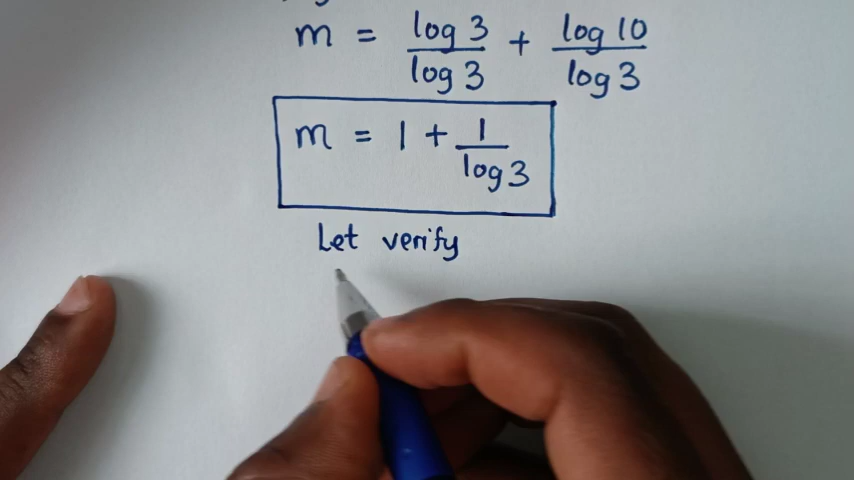 m = log 3 / log 3 + log 10 / log 3
m = 1 + 1 / log 3
Let verify